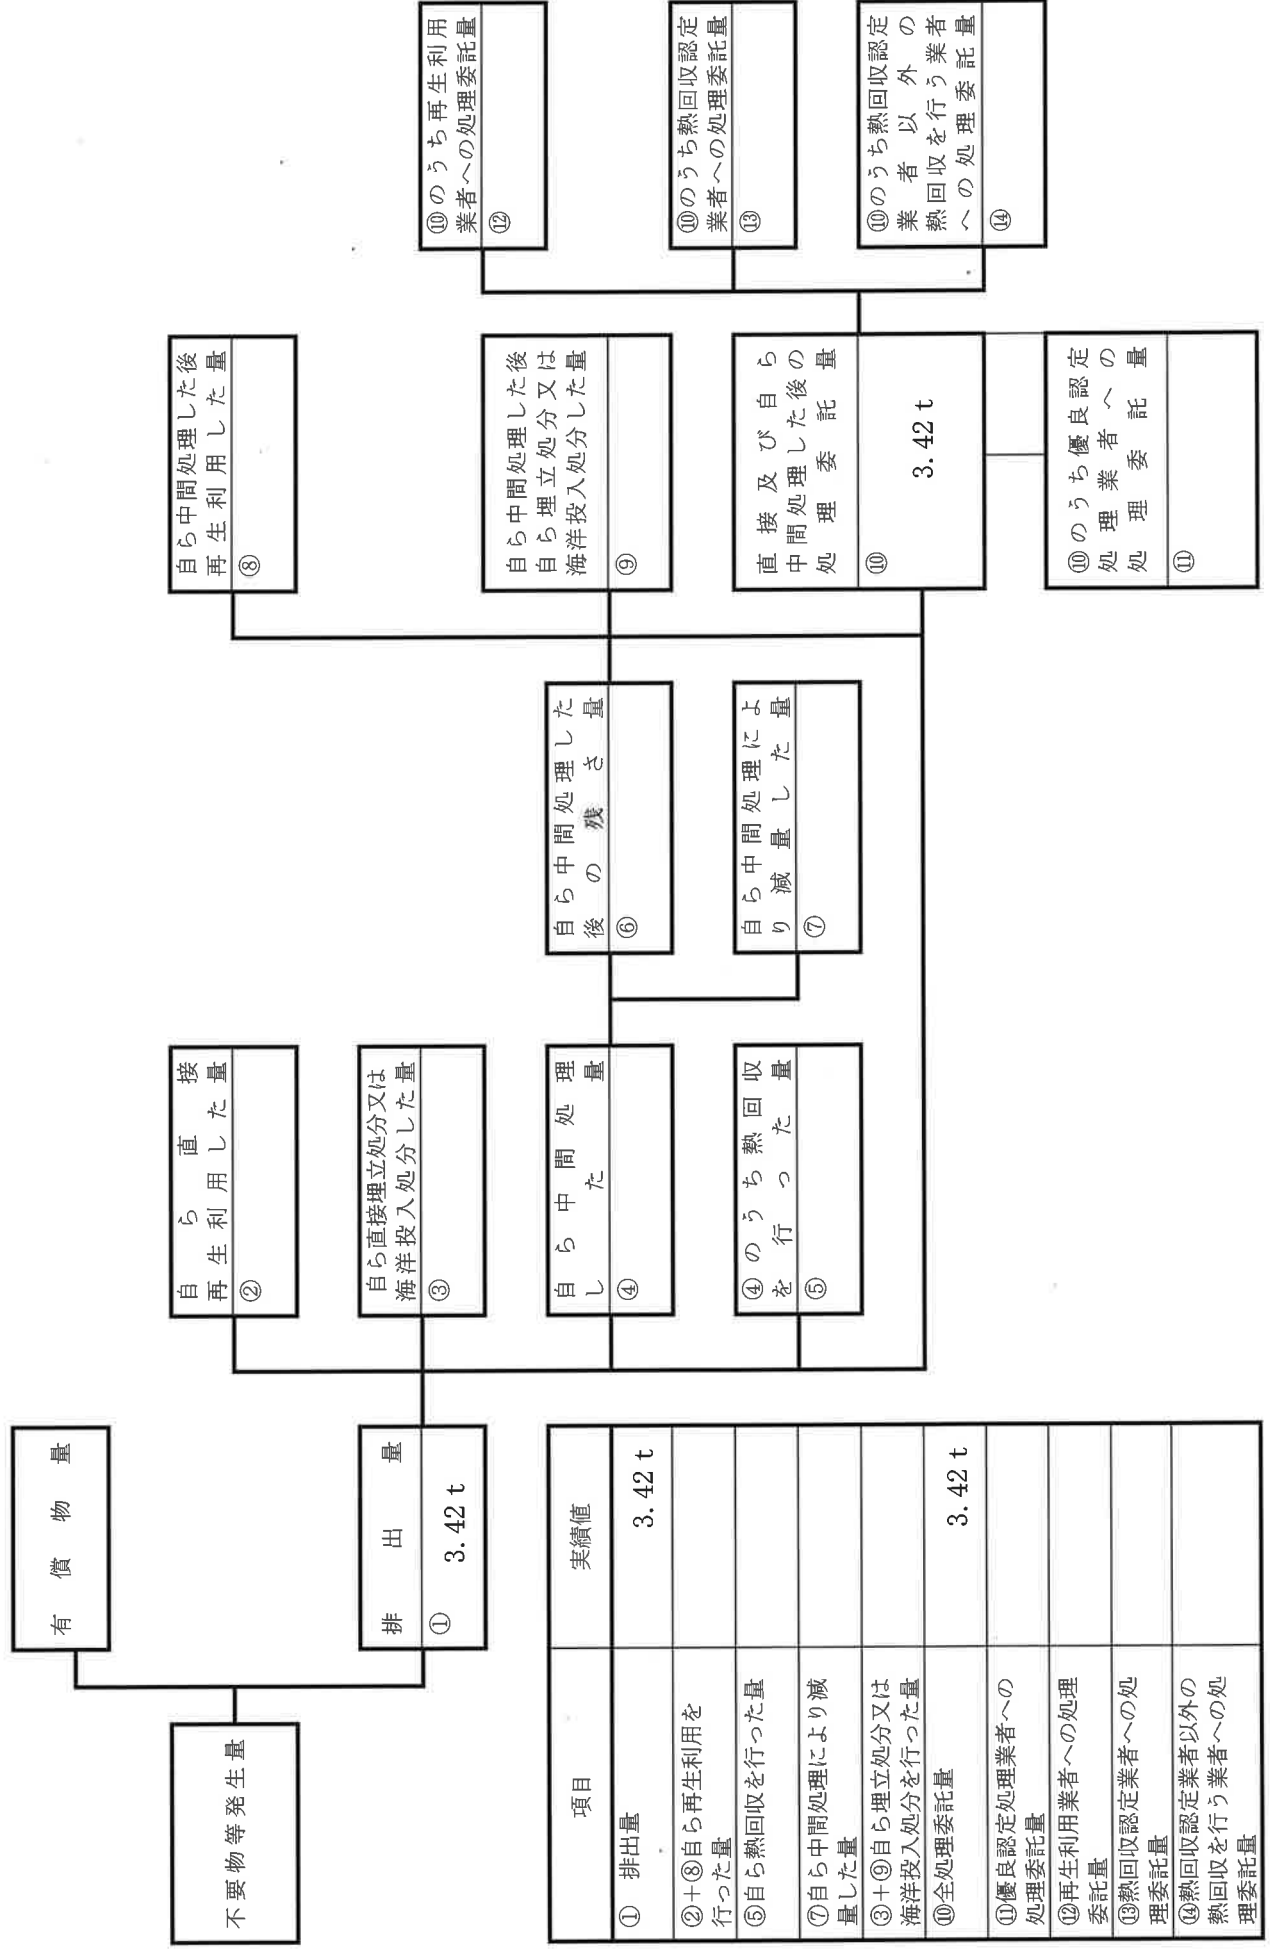 不要物等発生量
有償物量
排出量
① 3.42 t
自ら直接
再生利用した量
②
自ら直接埋立処分又は
海洋投入処分した量
③
自ら中間処理
した量
④
④のうち熱回収
を行った量
⑤
自ら中間処理した
後の残さ量
⑥
自ら中間処理によ
り減量した量
⑦
自ら中間処理した後
再生利用した量
⑧
自ら中間処理した後
自ら埋立処分又は
海洋投入処分した量
⑨
直接及び自ら
中間処理した後の
処理委託量
⑩
3.42 t
⑩のうち優良認定
処理業者への
処理委託量
⑪
⑩のうち再生利用
業者への処理委託量
⑫
⑩のうち熱回収認定
業者への処理委託量
⑬
⑩のうち熱回収認定
業者以外の
熱回収を行う業者
への処理委託量
⑭
項目 実績値
① 排出量 3.42 t
②+⑧自ら再生利用を
行った量
⑤自ら熱回収を行った量
⑦自ら中間処理により減
量した量
③+⑨自ら埋立処分又は
海洋投入処分を行った量
⑩全処理委託量 3.42 t
⑪優良認定処理業者への
処理委託量
⑫再生利用業者への処理
委託量
⑬熱回収認定業者への処
理委託量
⑭熱回収認定業者以外の
熱回収を行う業者への処
理委託量